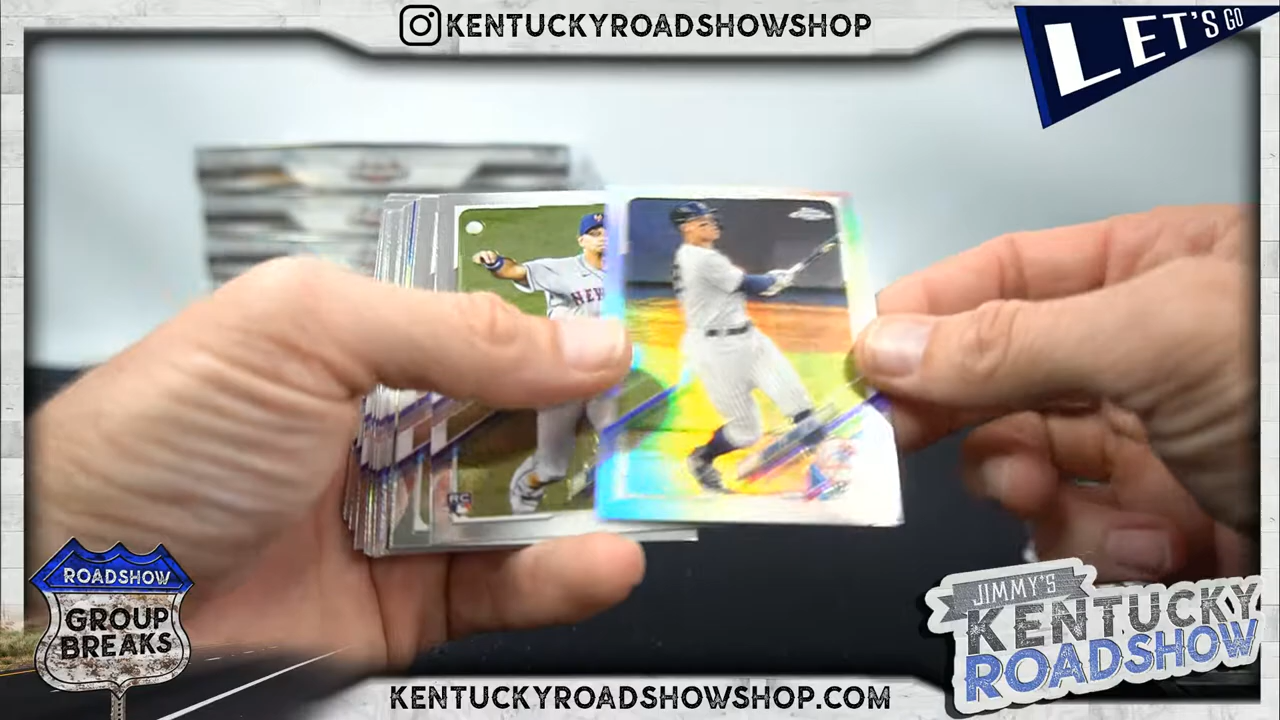 KENTUCKYROADSHOWSHOP
LET'S GO
NEW
RC
ROADSHOW
GROUP
BREAKS
JIMMY'S
KENTUCKY
ROADSHOW
KENTUCKYROADSHOWSHOP.COM